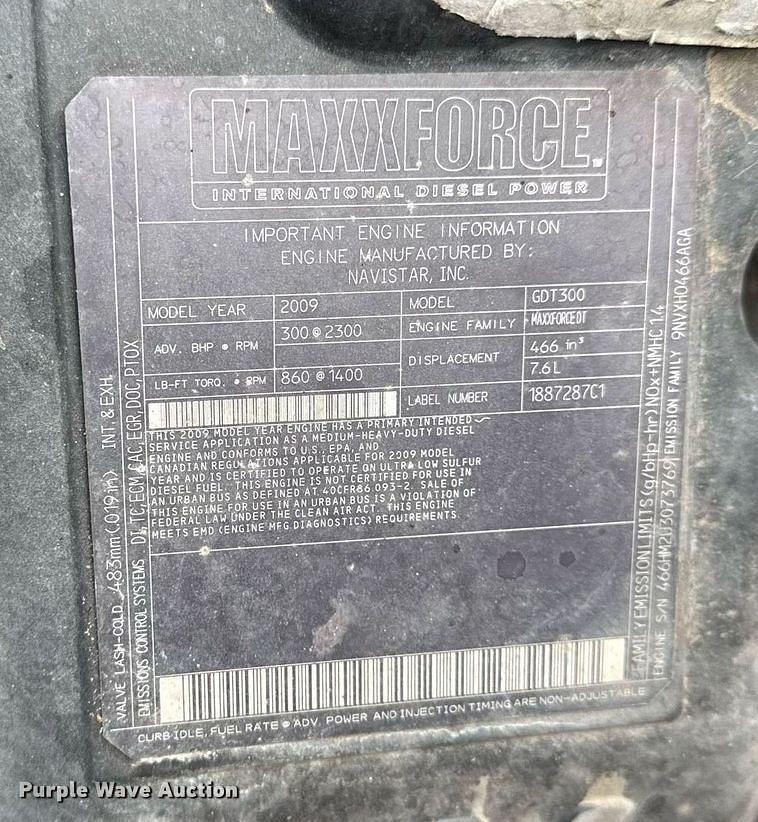 MAXXFORCE™
INTERNATIONAL DIESEL POWER
IMPORTANT ENGINE INFORMATION
ENGINE MANUFACTURED BY:
NAVISTAR, INC.
MODEL YEAR 2009 MODEL GDT300
ADV. BHP @ RPM 300 @ 2300 ENGINE FAMILY MAXXFORCE DT
DISPLACEMENT 466 in³
7.6L
LB-FT TORQ. @ RPM 860 @ 1400
LABEL NUMBER 1887287C1
THIS 2009 MODEL YEAR ENGINE HAS A PRIMARY INTENDED
SERVICE APPLICATION AS A MEDIUM-HEAVY-DUTY DIESEL
ENGINE AND CONFORMS TO U.S., EPA, AND
CANADIAN REGULATIONS APPLICABLE FOR 2009 MODEL
YEAR AND IS CERTIFIED TO OPERATE ON ULTRA LOW SULFUR
DIESEL FUEL. THIS ENGINE IS NOT CERTIFIED FOR USE IN
AN URBAN BUS AS DEFINED AT 40CFR86.093-2. SALE OF
THIS ENGINE FOR USE IN AN URBAN BUS IS A VIOLATION OF
FEDERAL LAW UNDER THE CLEAN AIR ACT. THIS ENGINE
MEETS EMD (ENGINE MFG DIAGNOSTICS) REQUIREMENTS.
VALVE LASH-COLD .483mm (.019in) INT. & EXH.
EMISSIONS CONTROL SYSTEMS DI, TC, ECM, CAC, EGR, DOC, PTOX
FAMILY EMISSION LIMITS (g/bHp-hr) NOx+NMHC 1.4
ENGINE S/N 466HM2U3073769 EMISSION FAMILY 9NVXH0466AGA
CURB IDLE, FUEL RATE @ ADV. POWER AND INJECTION TIMING ARE NON-ADJUSTABLE
Purple Wave Auction